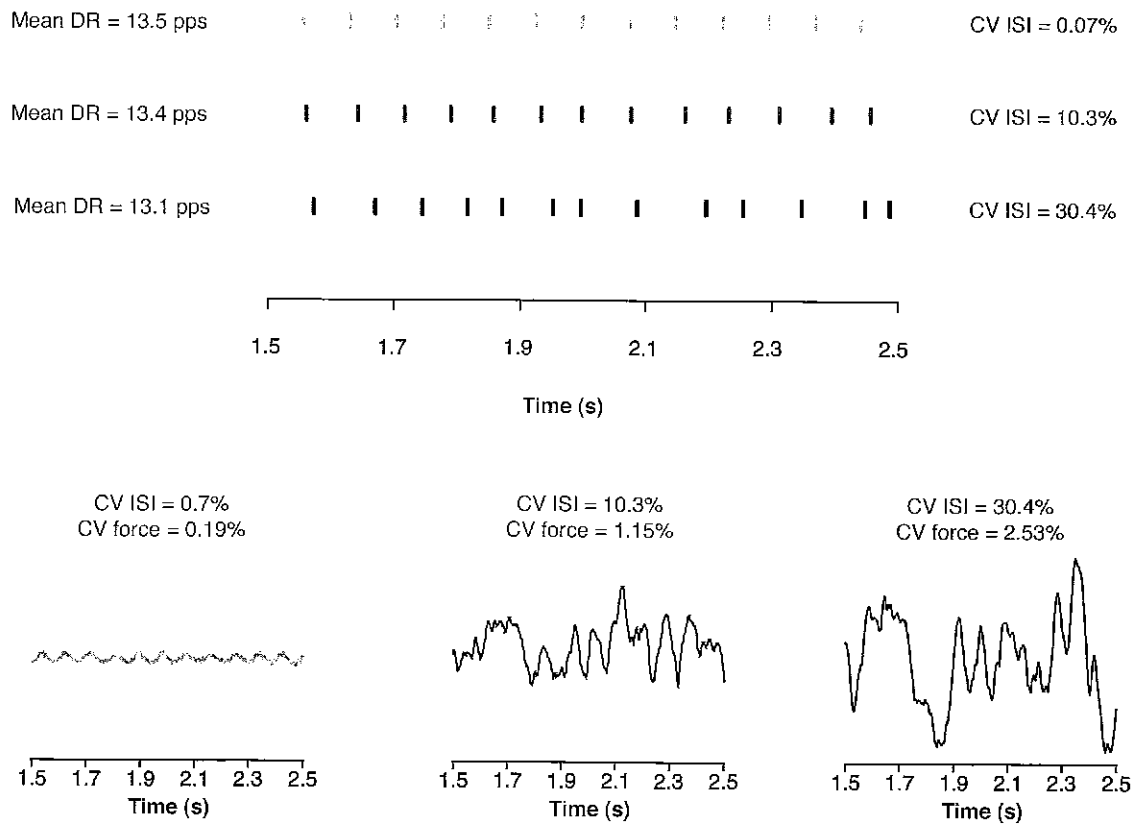 Mean DR = 13.5 pps CV ISI = 0.07%
Mean DR = 13.4 pps CV ISI = 10.3%
Mean DR = 13.1 pps CV ISI = 30.4%
1.5 1.7 1.9 2.1 2.3 2.5
Time (s)
CV ISI = 0.7% CV ISI = 10.3% CV ISI = 30.4%
CV force = 0.19% CV force = 1.15% CV force = 2.53%
1.5 1.7 1.9 2.1 2.3 2.5 1.5 1.7 1.9 2.1 2.3 2.5 1.5 1.7 1.9 2.1 2.3 2.5
Time (s) Time (s) Time (s)